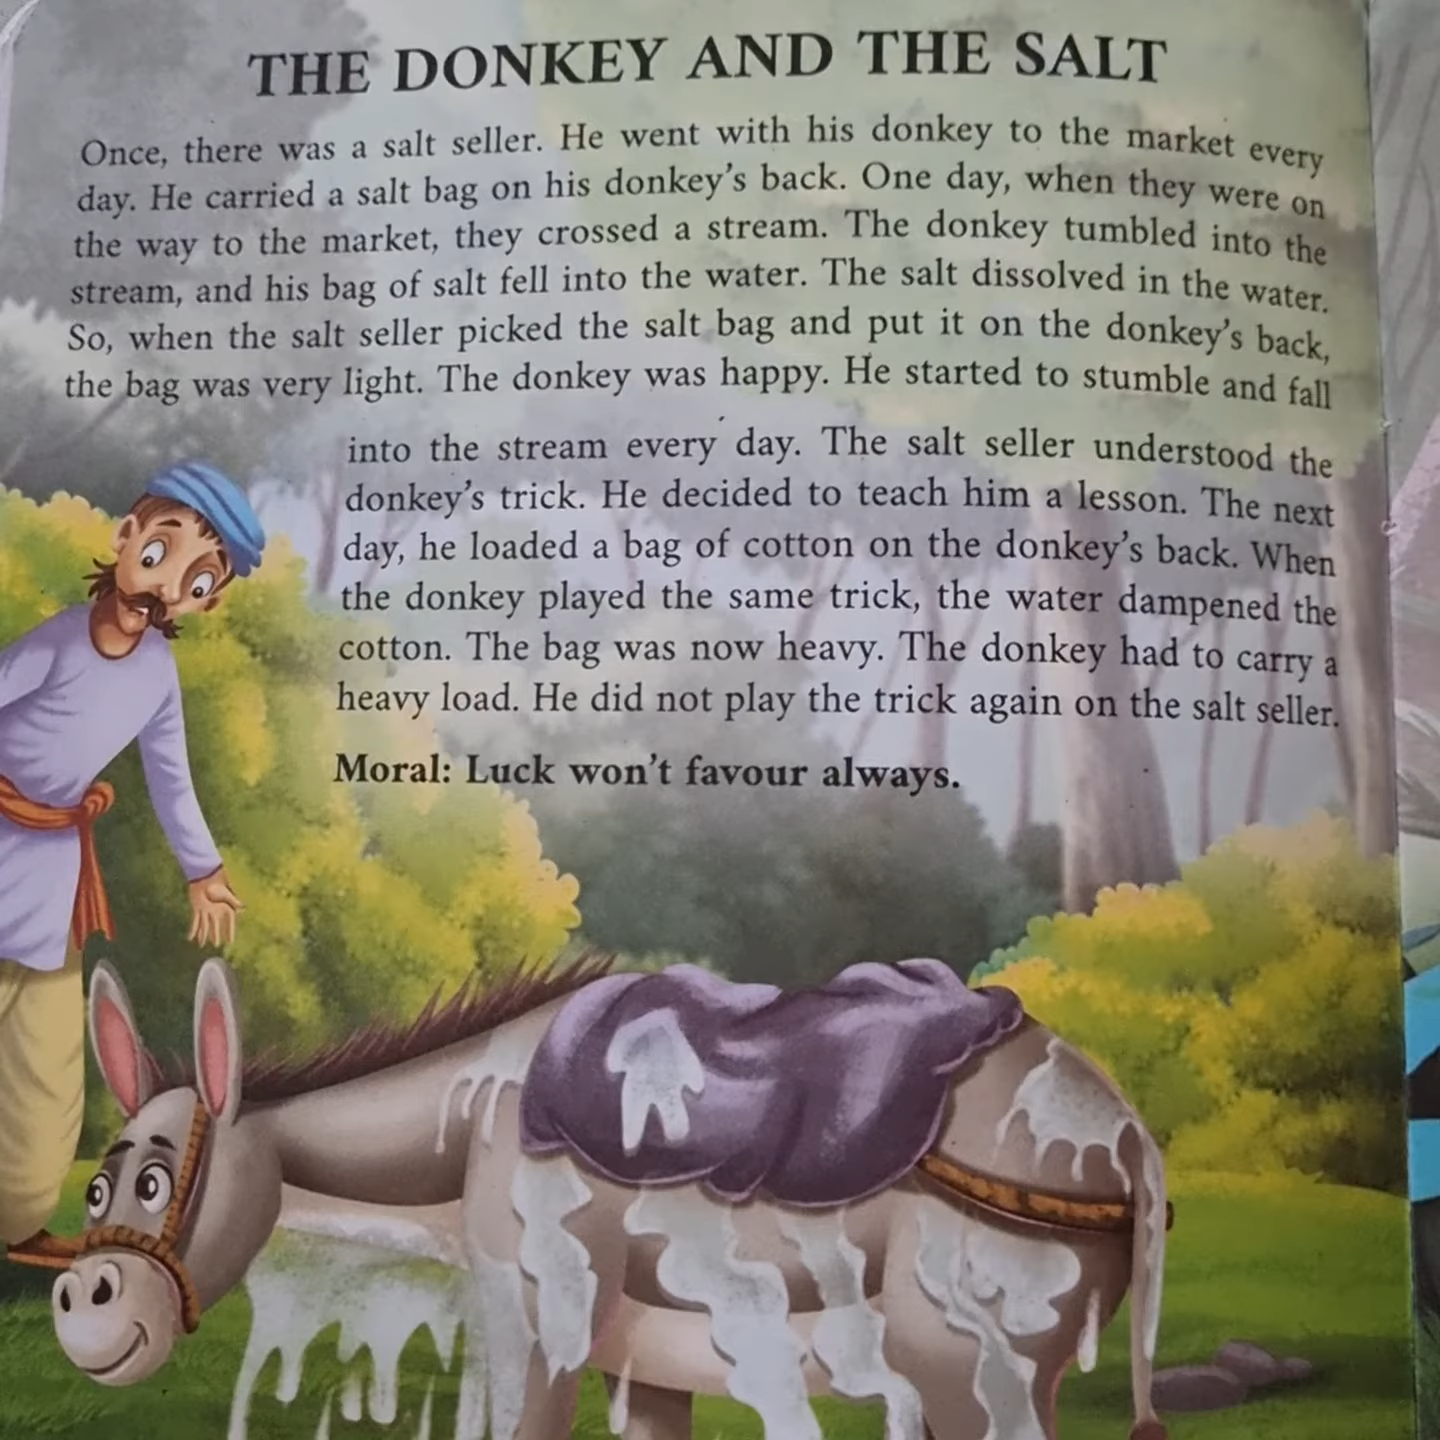 THE DONKEY AND THE SALT
Once, there was a salt seller. He went with his donkey to the market every
day. He carried a salt bag on his donkey's back. One day, when they were on
the way to the market, they crossed a stream. The donkey tumbled into the
stream, and his bag of salt fell into the water. The salt dissolved in the water.
So, when the salt seller picked the salt bag and put it on the donkey's back,
the bag was very light. The donkey was happy. He started to stumble and fall
into the stream every day. The salt seller understood the
donkey's trick. He decided to teach him a lesson. The next
day, he loaded a bag of cotton on the donkey's back. When
the donkey played the same trick, the water dampened the
cotton. The bag was now heavy. The donkey had to carry a
heavy load. He did not play the trick again on the salt seller.
Moral: Luck won't favour always.